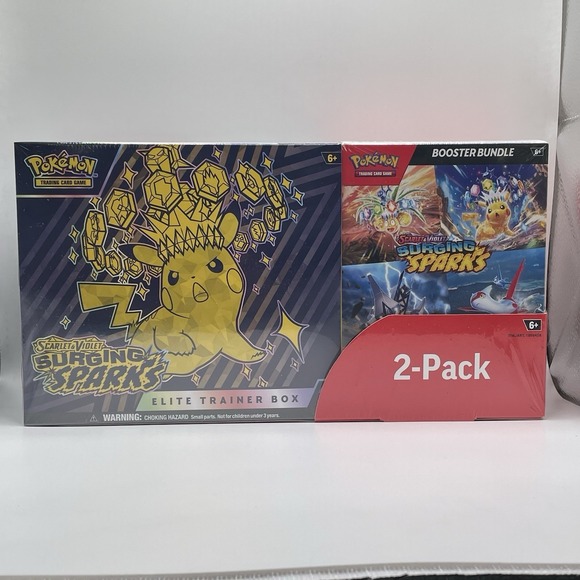 Pokémon
TRADING CARD GAME
6+
SCARLET & VIOLET
SURGING
SPARKS
ELITE TRAINER BOX
WARNING: CHOKING HAZARD Small parts. Not for children under 3 years.
Pokémon
TRADING CARD GAME
BOOSTER BUNDLE
6+
SCARLET & VIOLET
SURGING
SPARKS
6+
2-Pack